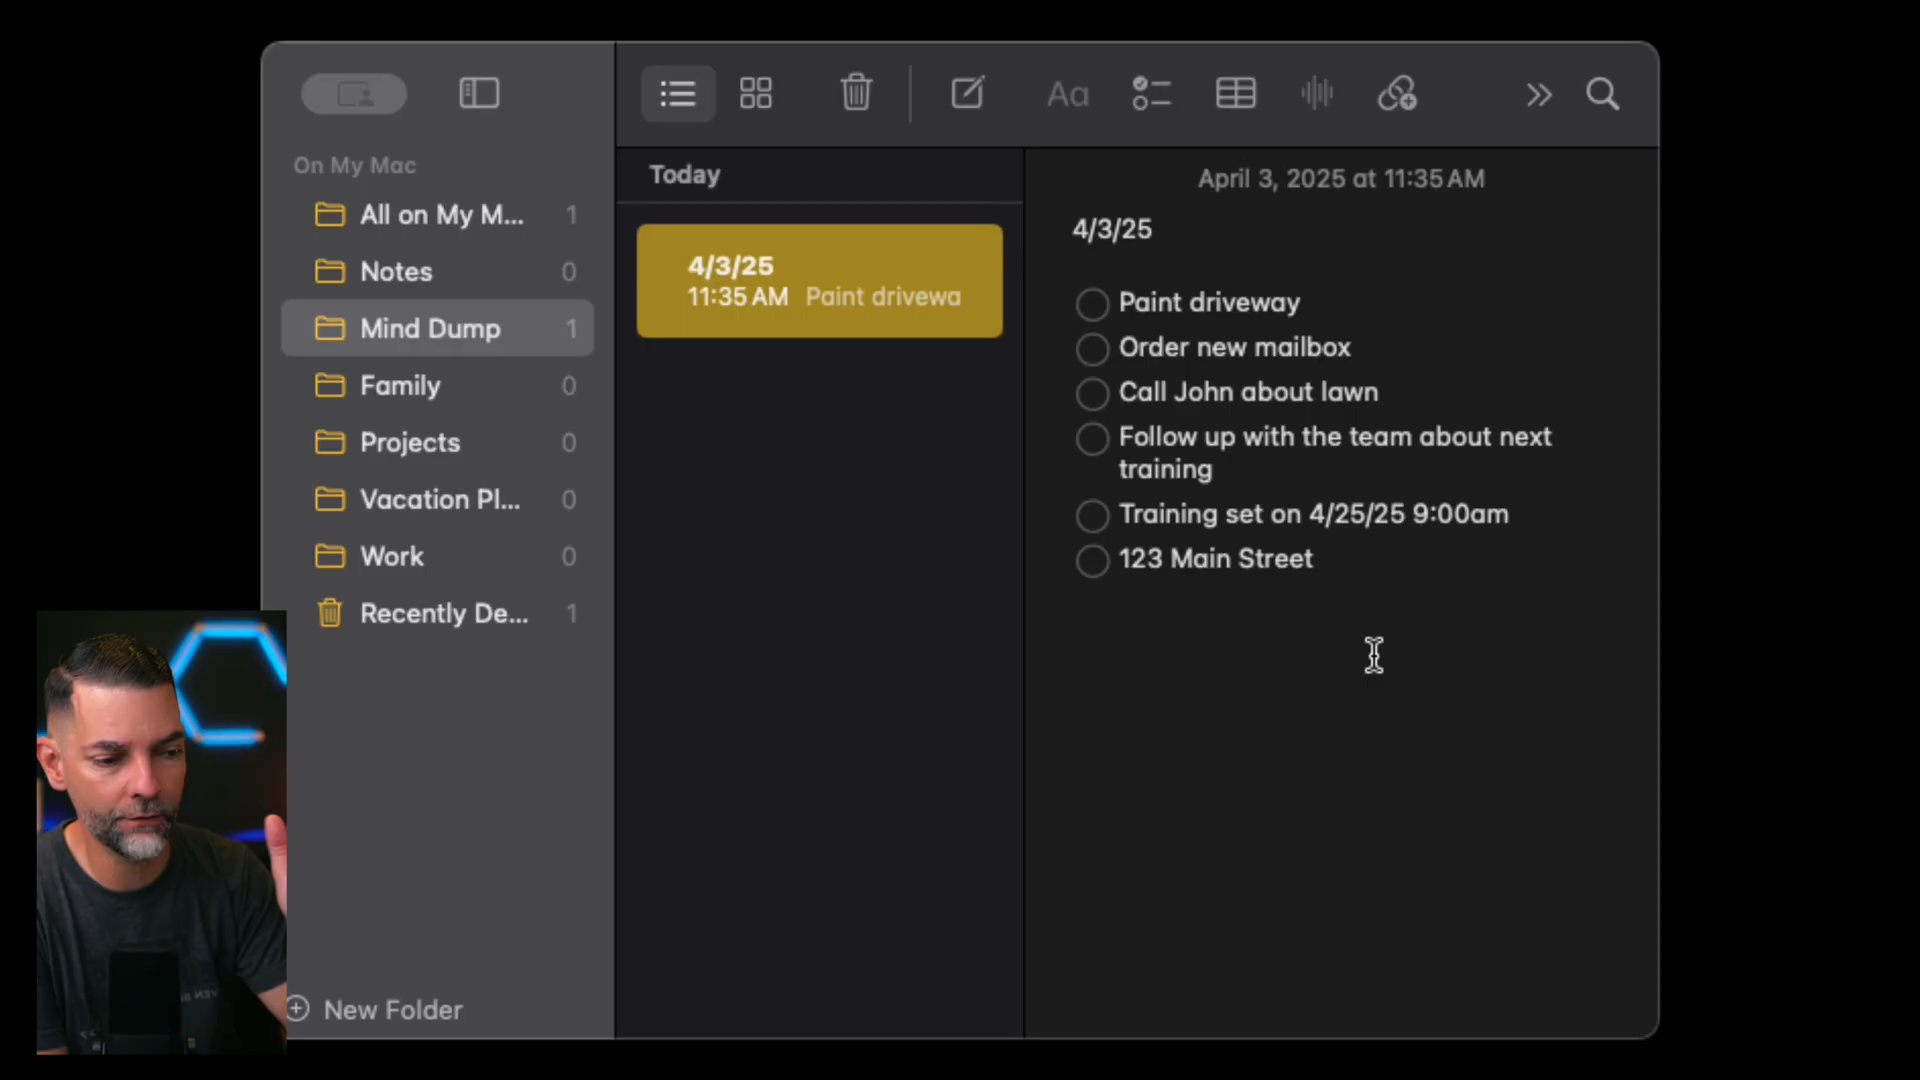 On My Mac
All on My M... 1
Notes 0
Mind Dump 1
Family 0
Projects 0
Vacation Pl... 0
Work 0
Recently De... 1
New Folder
Aa
Today
4/3/25
11:35 AM Paint drivewa
April 3, 2025 at 11:35 AM
4/3/25
Paint driveway
Order new mailbox
Call John about lawn
Follow up with the team about next
training
Training set on 4/25/25 9:00am
123 Main Street